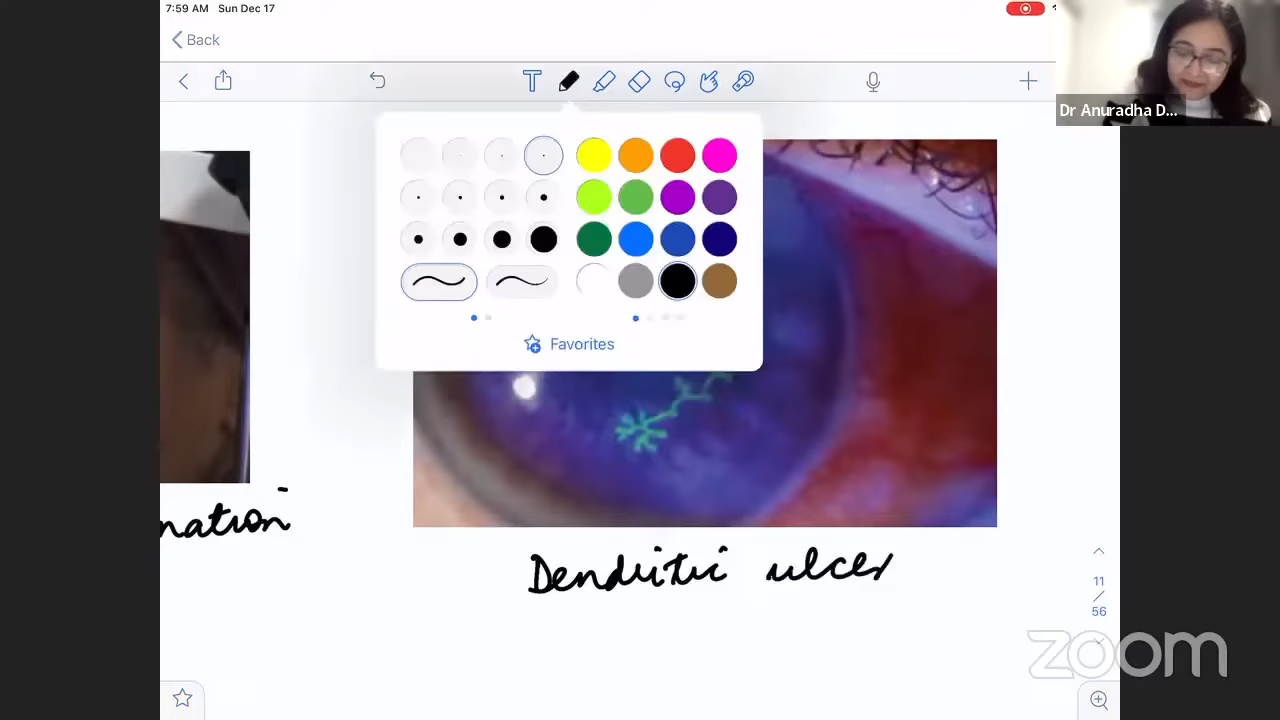 7:59 AM Sun Dec 17
Back
T
Dr Anuradha D...
Favorites
nation
Dendritic ulcer
11
/
56
zoom